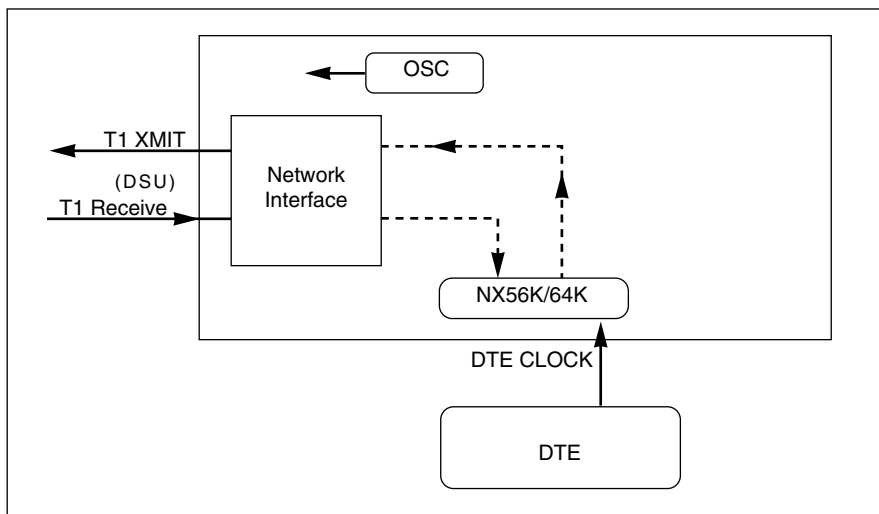 OSC
T1 XMIT
(DSU)
T1 Receive
Network
Interface
NX56K/64K
DTE CLOCK
DTE